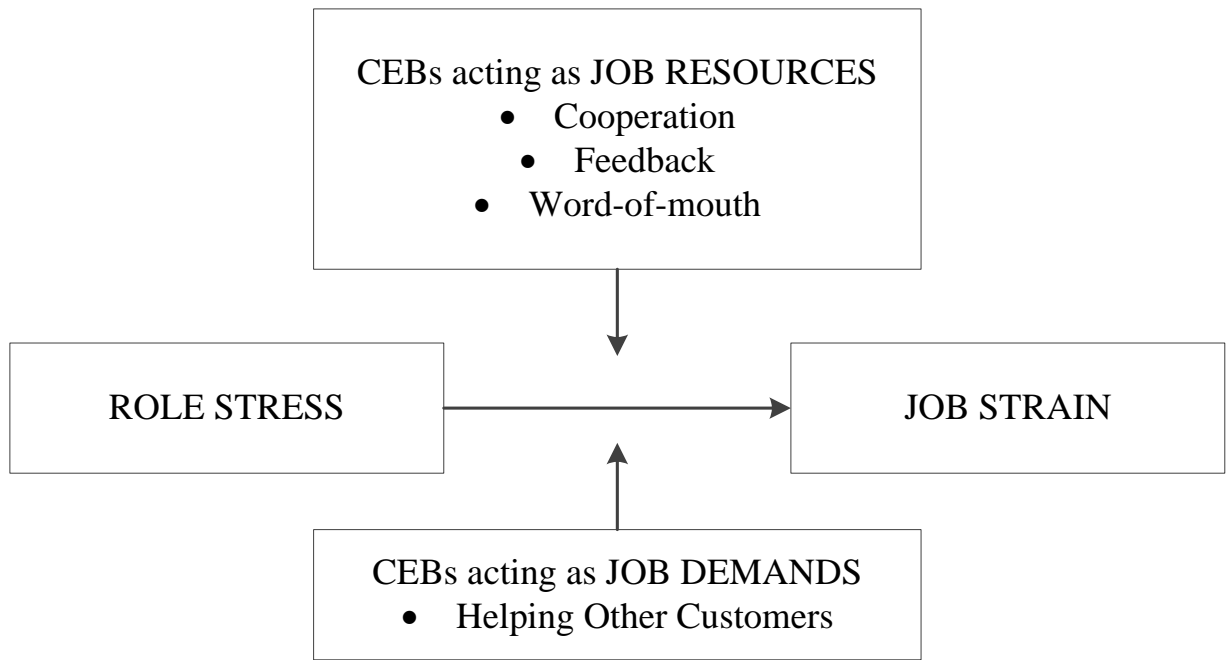 CEBs acting as JOB RESOURCES
• Cooperation
• Feedback
• Word-of-mouth
ROLE STRESS
JOB STRAIN
CEBs acting as JOB DEMANDS
• Helping Other Customers